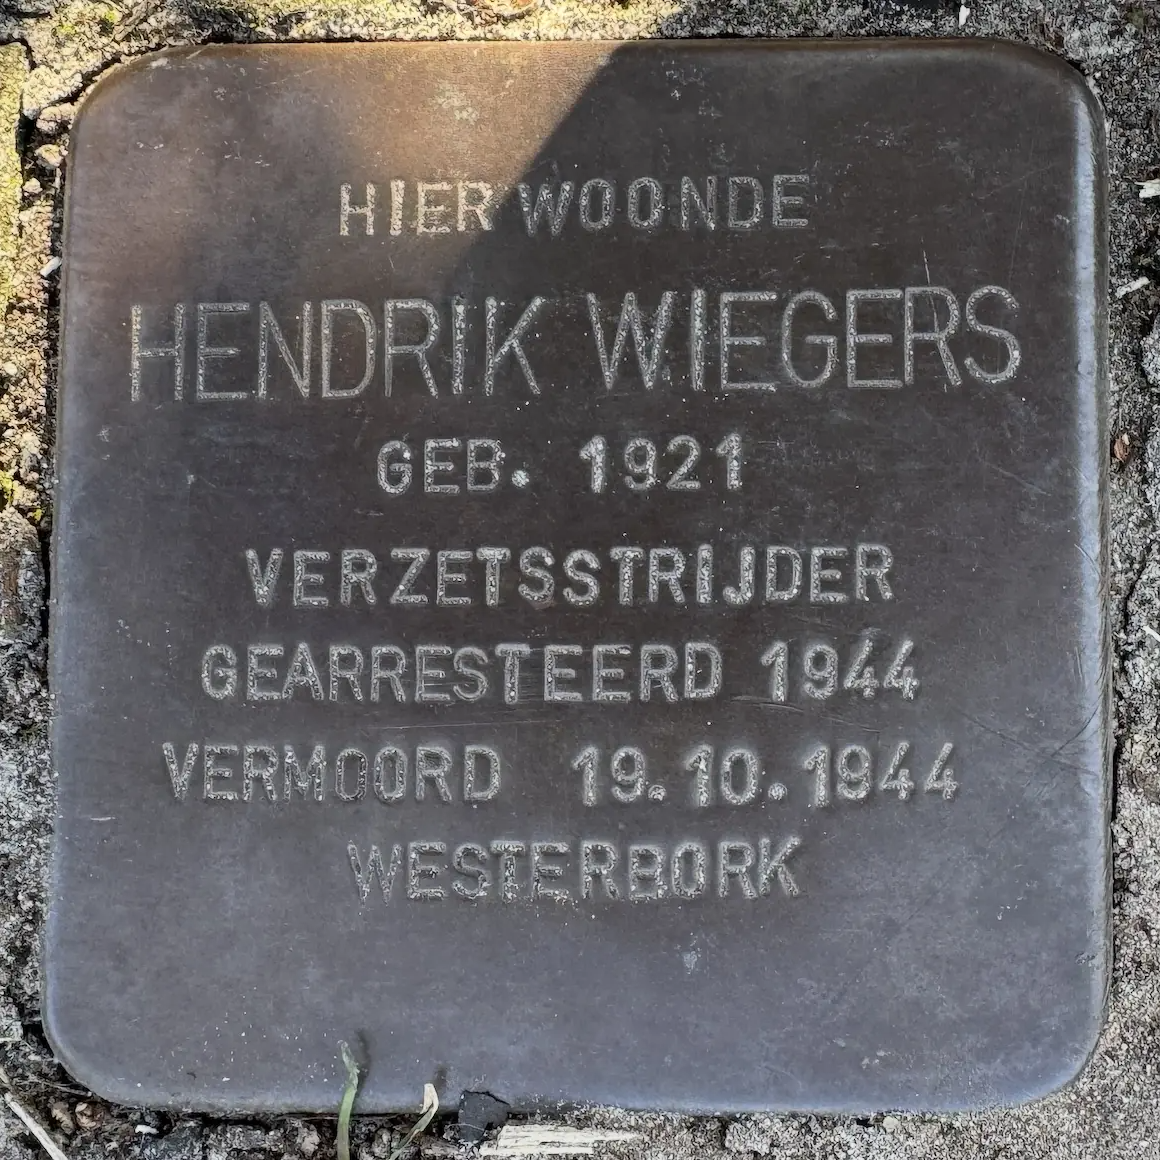 HIER WOONDE
HENDRIK WIEGERS
GEB. 1921
VERZETSSTRIJDER
GEARRESTEERD 1944
VERMOORD 19.10.1944
WESTERBORK